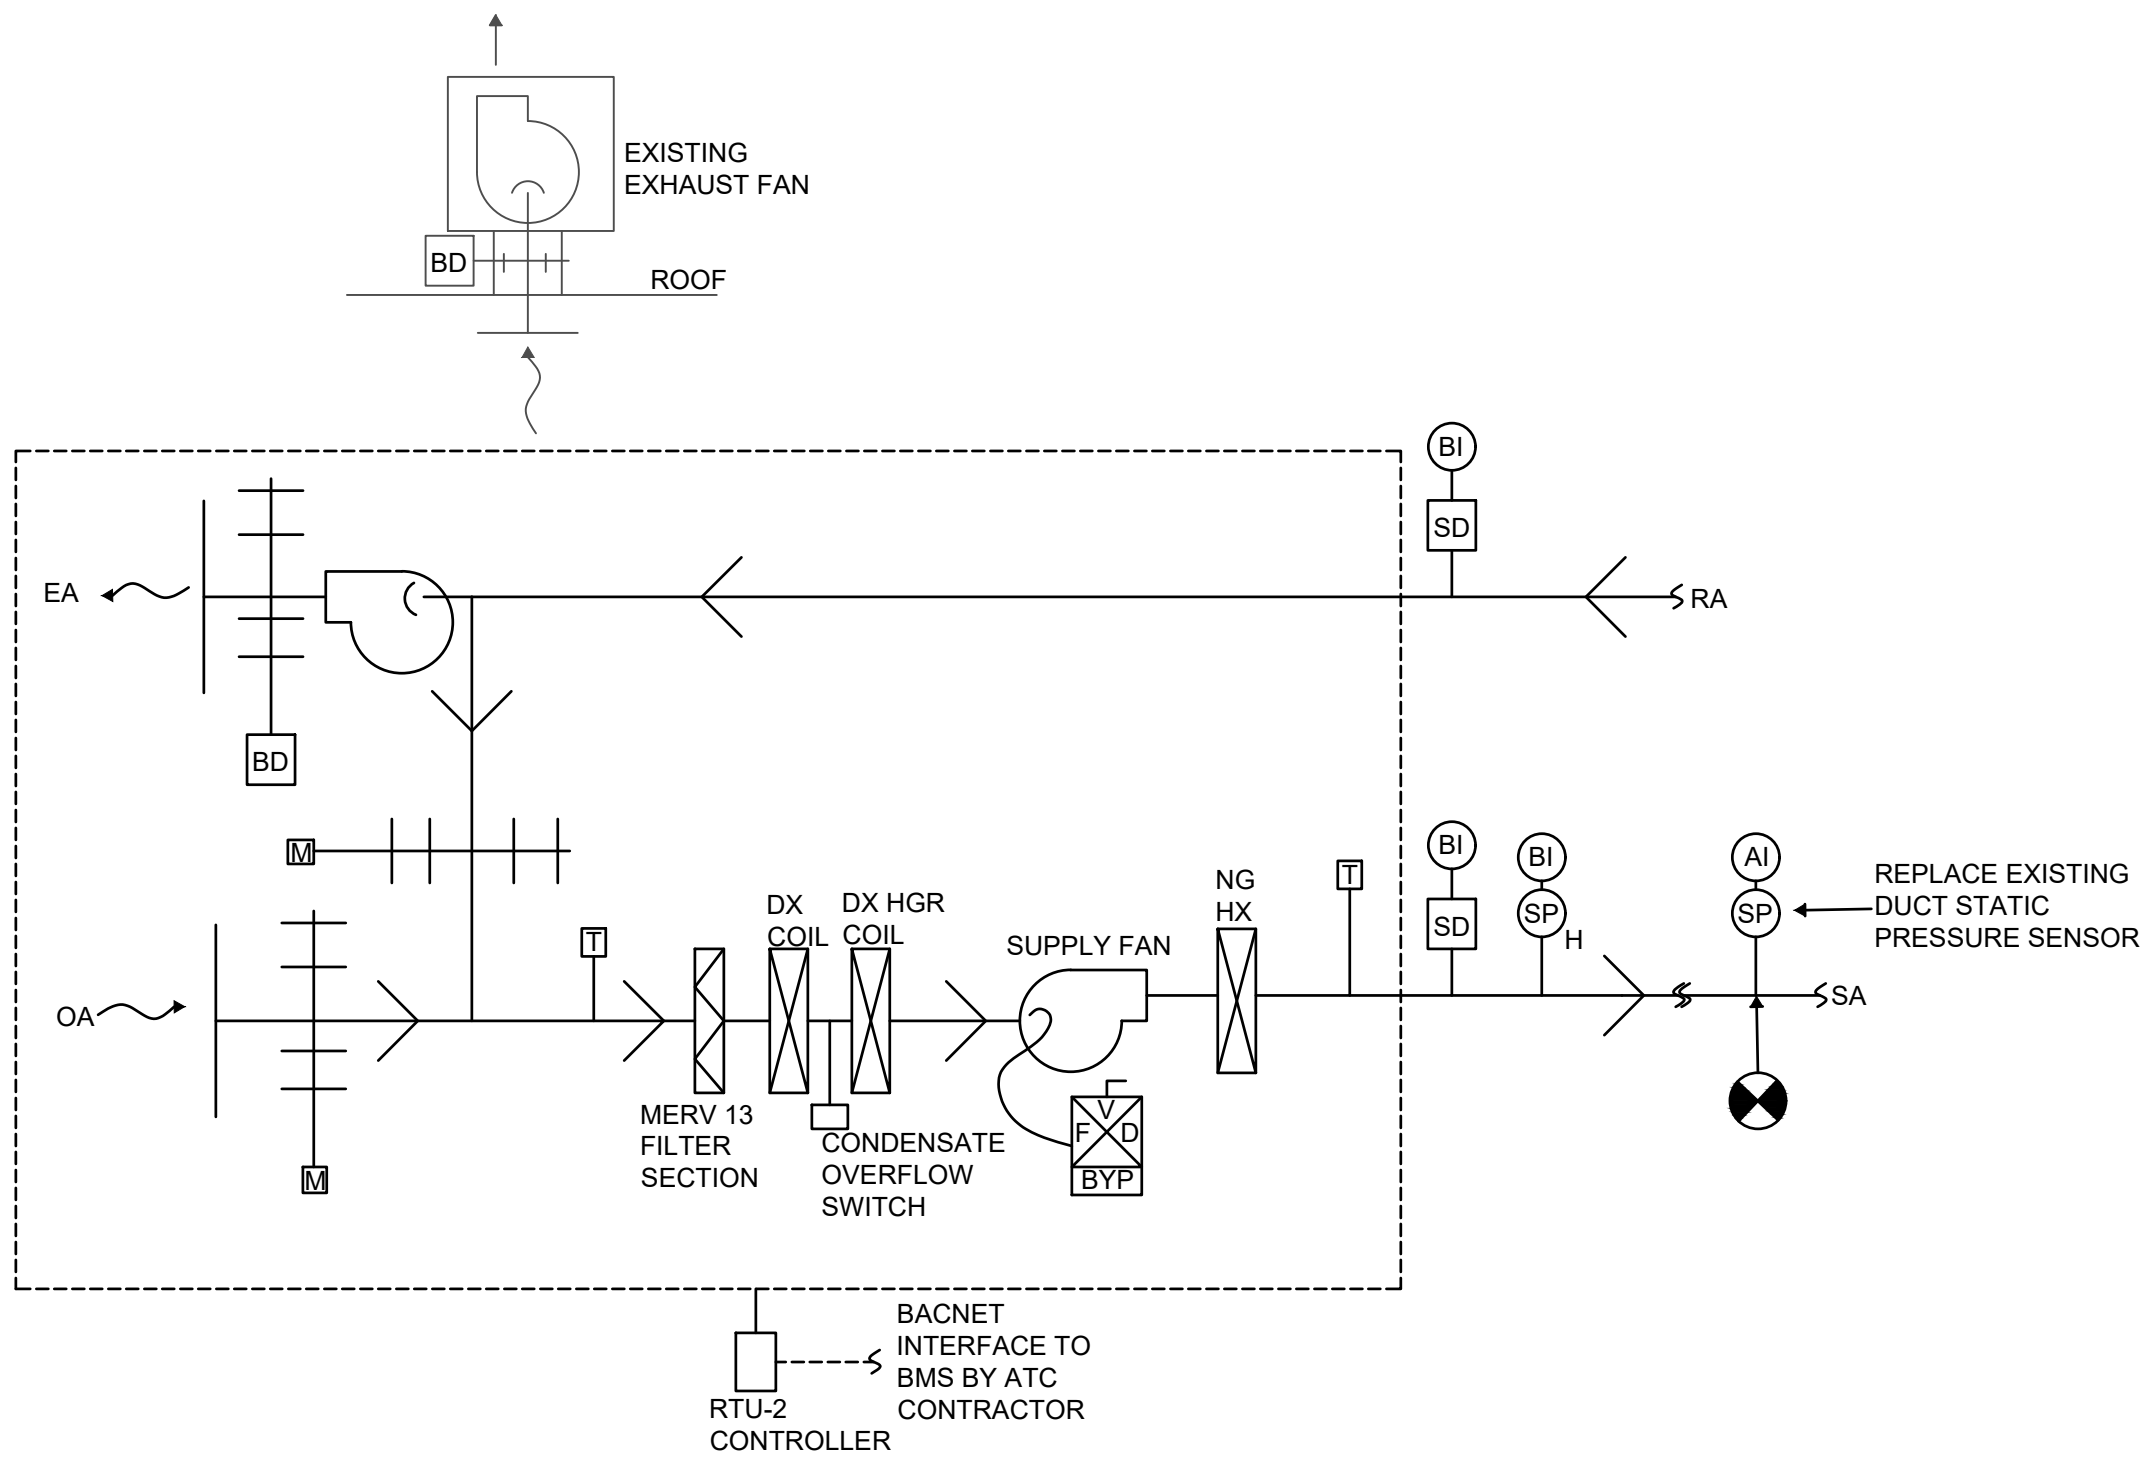 EXISTING
EXHAUST FAN
BD
ROOF
BI
SD
EA
RA
BD
M
BI
BI
AI
T
SD
SP
H
SP
REPLACE EXISTING
DUCT STATIC
PRESSURE SENSOR
NG
HX
DX
COIL
DX HGR
COIL
T
SUPPLY FAN
OA
SA
M
MERV 13
FILTER
SECTION
CONDENSATE
OVERFLOW
SWITCH
V
F D
BYP
BACNET
INTERFACE TO
BMS BY ATC
CONTRACTOR
RTU-2
CONTROLLER